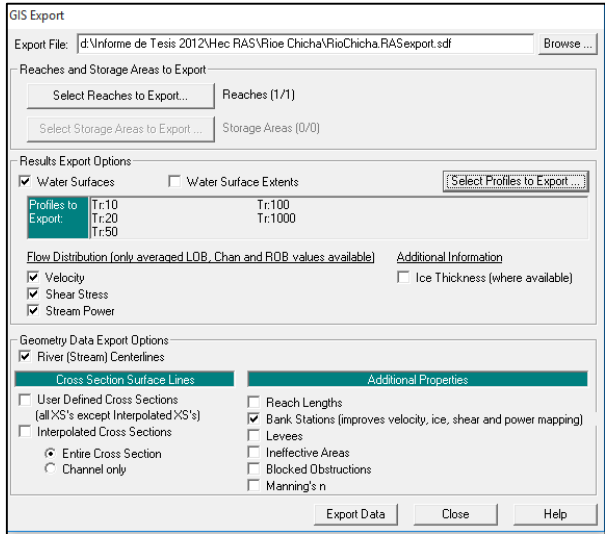 GIS Export
Export File: d:\Informe de Tesis 2012\Hec RAS\Rioe Chicha\RioChicha.RASexport.sdf Browse ...
Reaches and Storage Areas to Export
Select Reaches to Export... Reaches (1/1)
Select Storage Areas to Export ... Storage Areas (0/0)
Results Export Options
Water Surfaces Water Surface Extents Select Profiles to Export ...
Profiles to Export: Tr:10 Tr:100
Tr:20 Tr:1000
Tr:50
Flow Distribution (only averaged LOB, Chan and ROB values available) Additional Information
Velocity Ice Thickness (where available)
Shear Stress
Stream Power
Geometry Data Export Options
River (Stream) Centerlines
Cross Section Surface Lines Additional Properties
User Defined Cross Sections Reach Lengths
(all XS's except Interpolated XS's) Bank Stations (improves velocity, ice, shear and power mapping)
Interpolated Cross Sections Levees
Entire Cross Section Ineffective Areas
Channel only Blocked Obstructions
Manning's n
Export Data Close Help